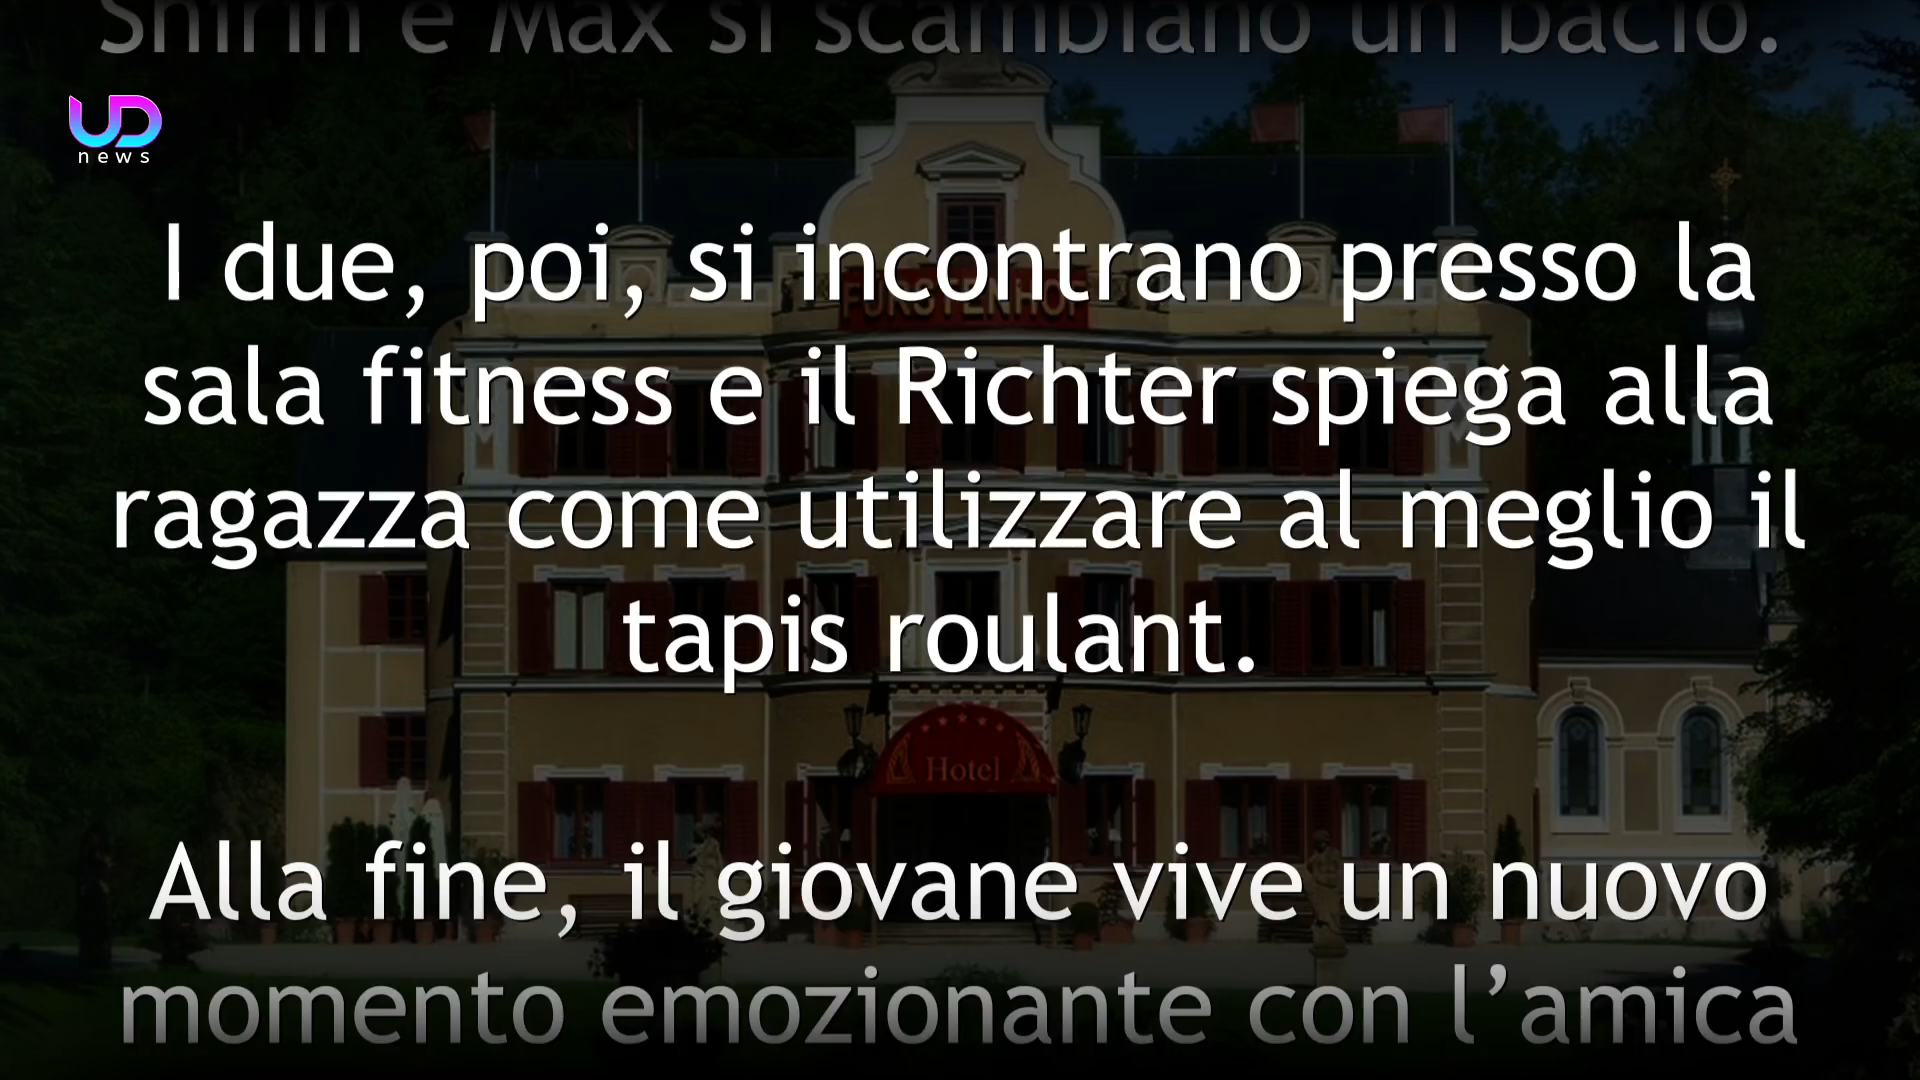 Shirin e Max si scambiano un bacio.
UD
news
I due, poi, si incontrano presso la
FÜRSTENHOF
sala fitness e il Richter spiega alla
ragazza come utilizzare al meglio il
tapis roulant.
Hotel
Alla fine, il giovane vive un nuovo
momento emozionante con l’amica